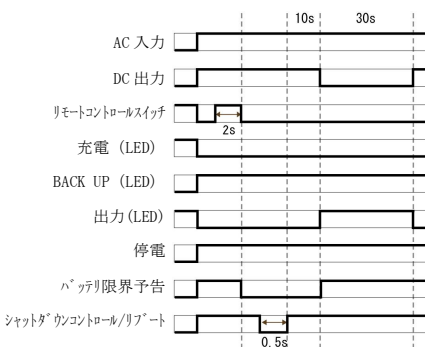 10s 30s
AC 入力
DC 出力
ﾘﾓｰﾄｺﾝﾄﾛｰﾙｽｲｯﾁ
2s
充電 (LED)
BACK UP (LED)
出力(LED)
停電
ﾊﾞｯﾃﾘ限界予告
ｼｬｯﾄﾀﾞｳﾝｺﾝﾄﾛｰﾙ/ﾘﾌﾞｰﾄ
0.5s